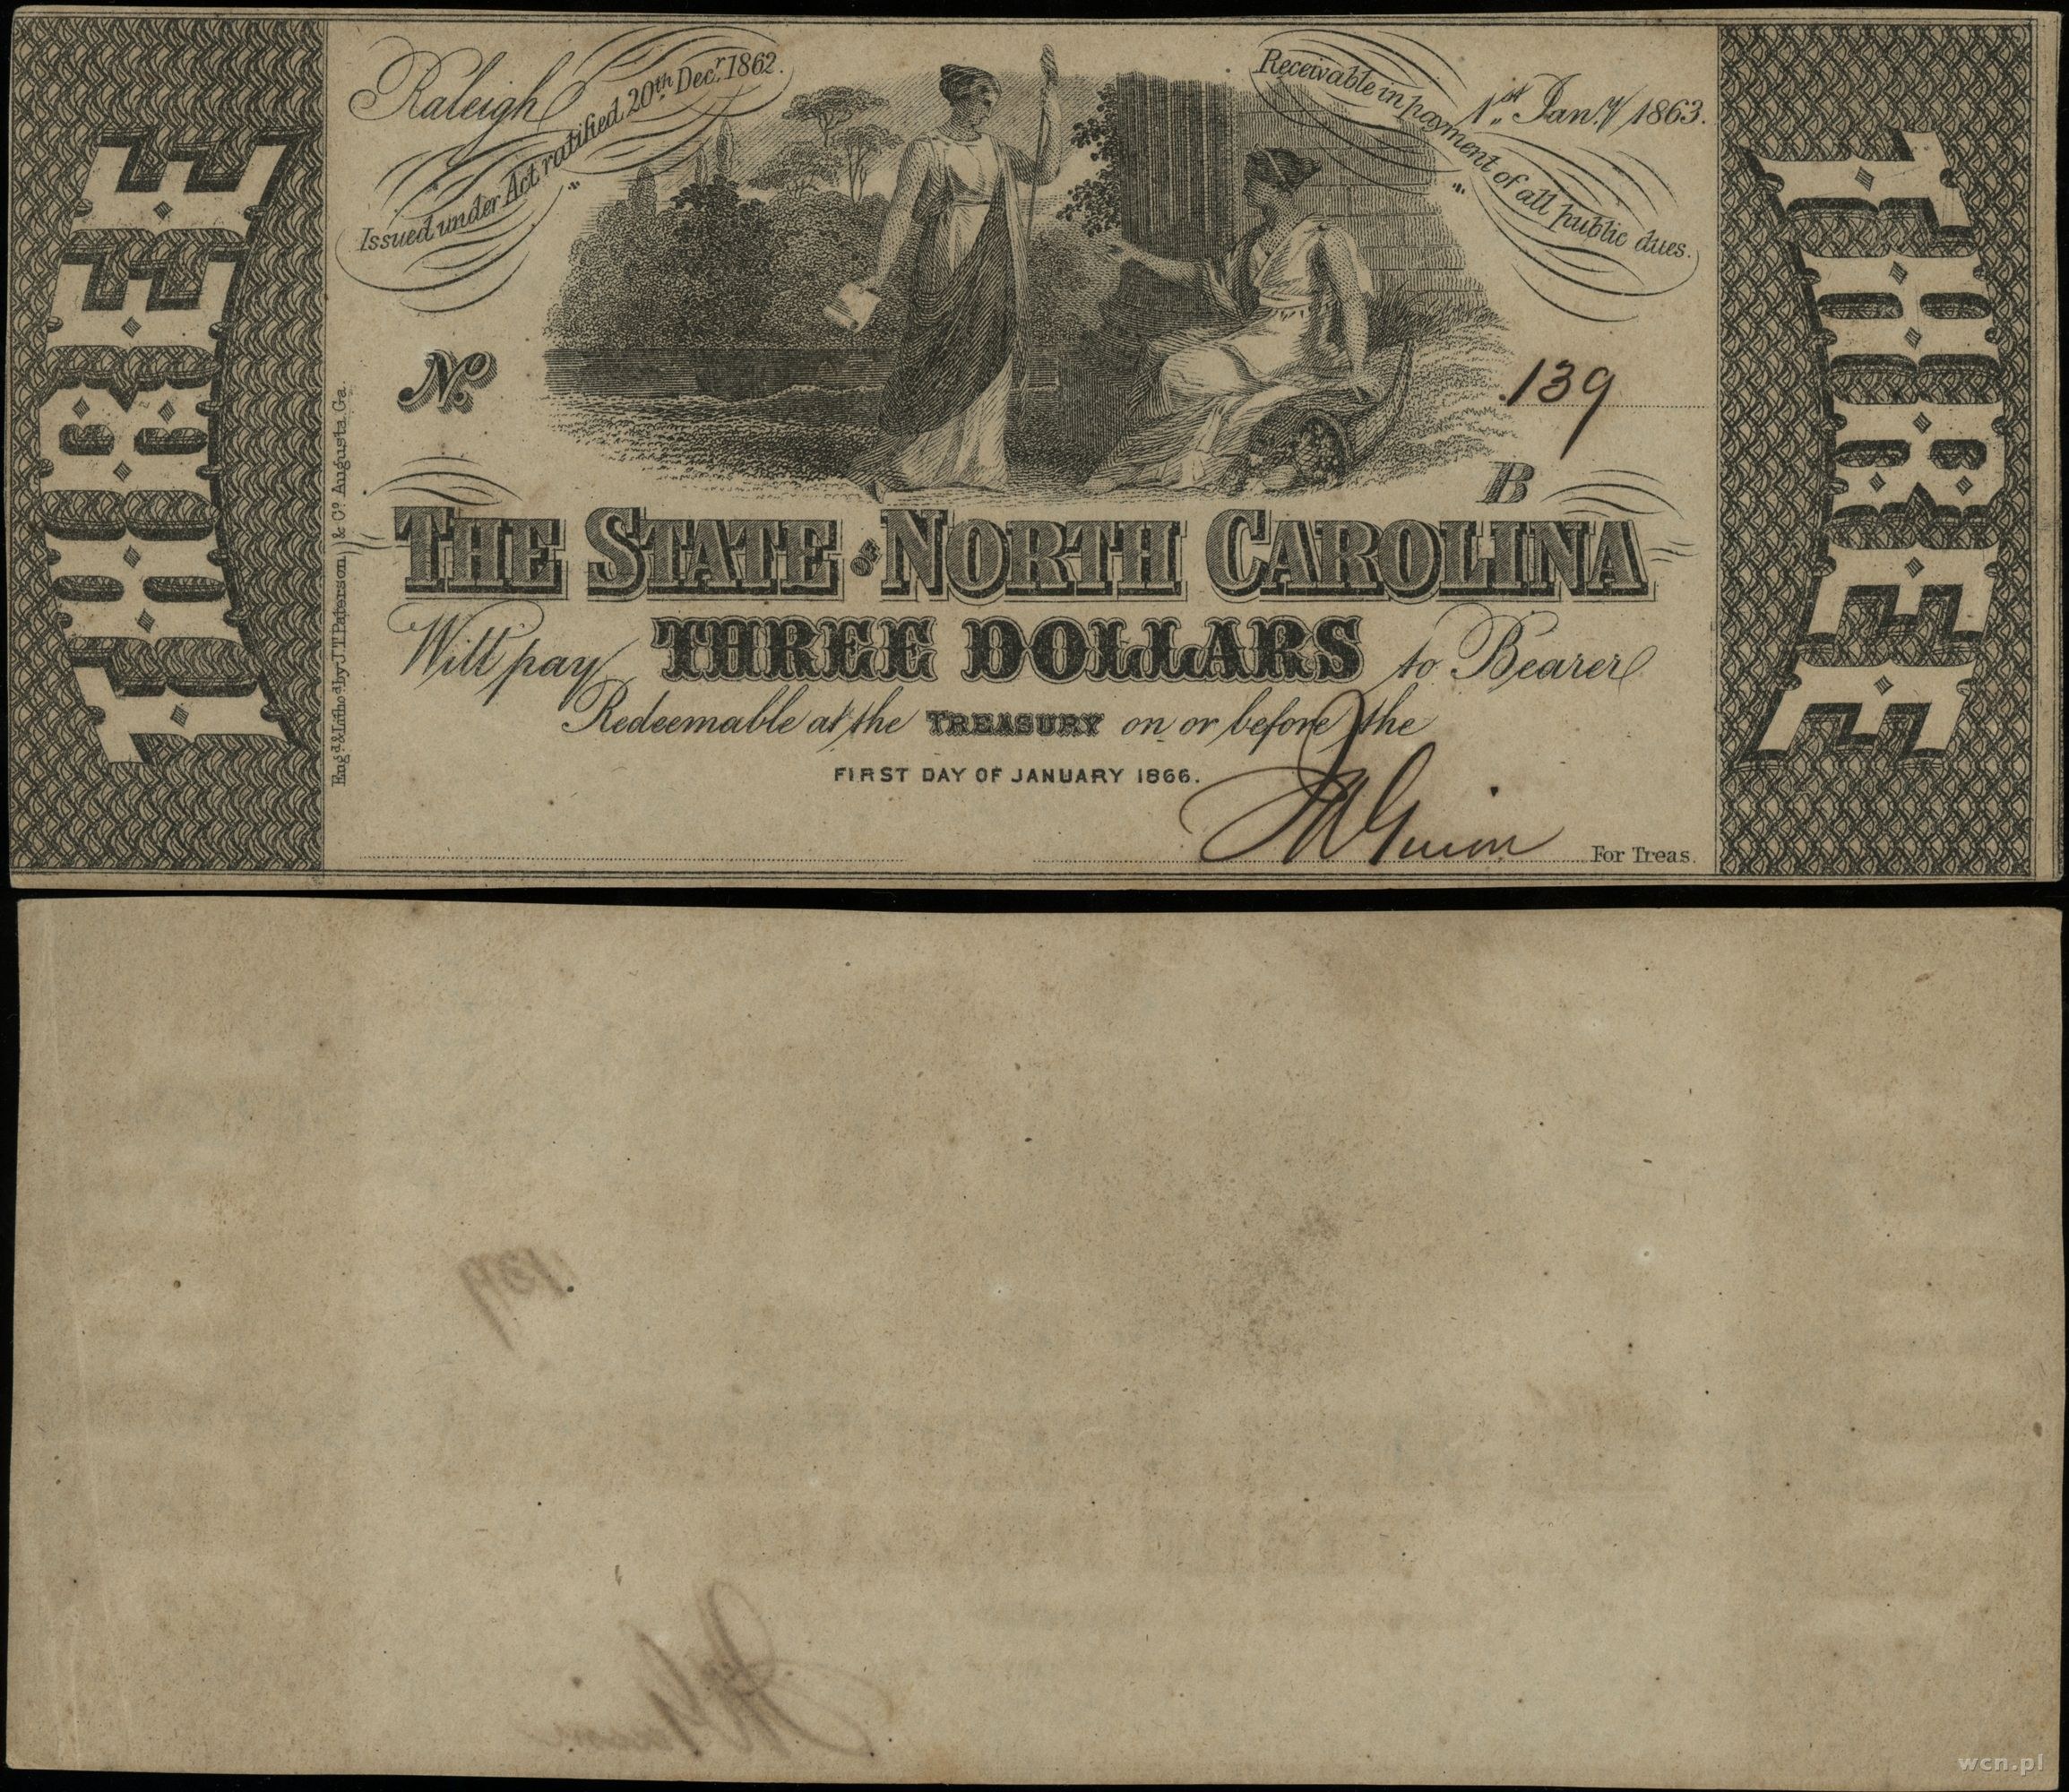 Raleigh
Issued under Act ratified 20th Decr. 1862.
Receivable in payment of all public dues.
1st Jany 1863.
THREE
THREE
No
139
B
THE STATE OF NORTH CAROLINA
Will pay THREE DOLLARS to Bearer
Redeemable at the TREASURY on or before the
FIRST DAY OF JANUARY 1866.
For Treas.
Engd. & Lithod. by J. T. Paterson & Co. Augusta. Ga.
wcn.pl